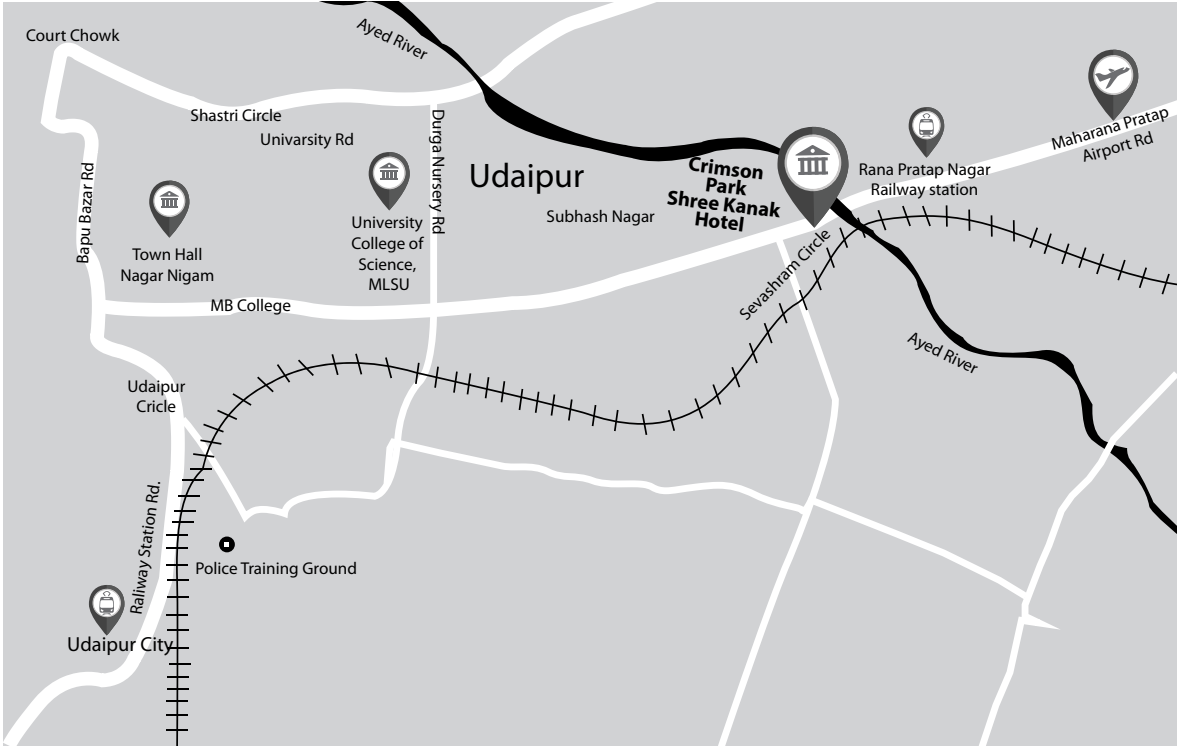 Court Chowk
Ayed River
Shastri Circle
Univarsity Rd
Durga Nursery Rd
Maharana Pratap
Airport Rd
Bapu Bazar Rd
Udaipur
Crimson
Park
Shree Kanak
Hotel
Rana Pratap Nagar
Railway station
Subhash Nagar
University
College of
Science,
MLSU
Town Hall
Nagar Nigam
MB College
Sevashram Circle
Ayed River
Udaipur
Cricle
Raliway Station Rd.
Police Training Ground
Udaipur City